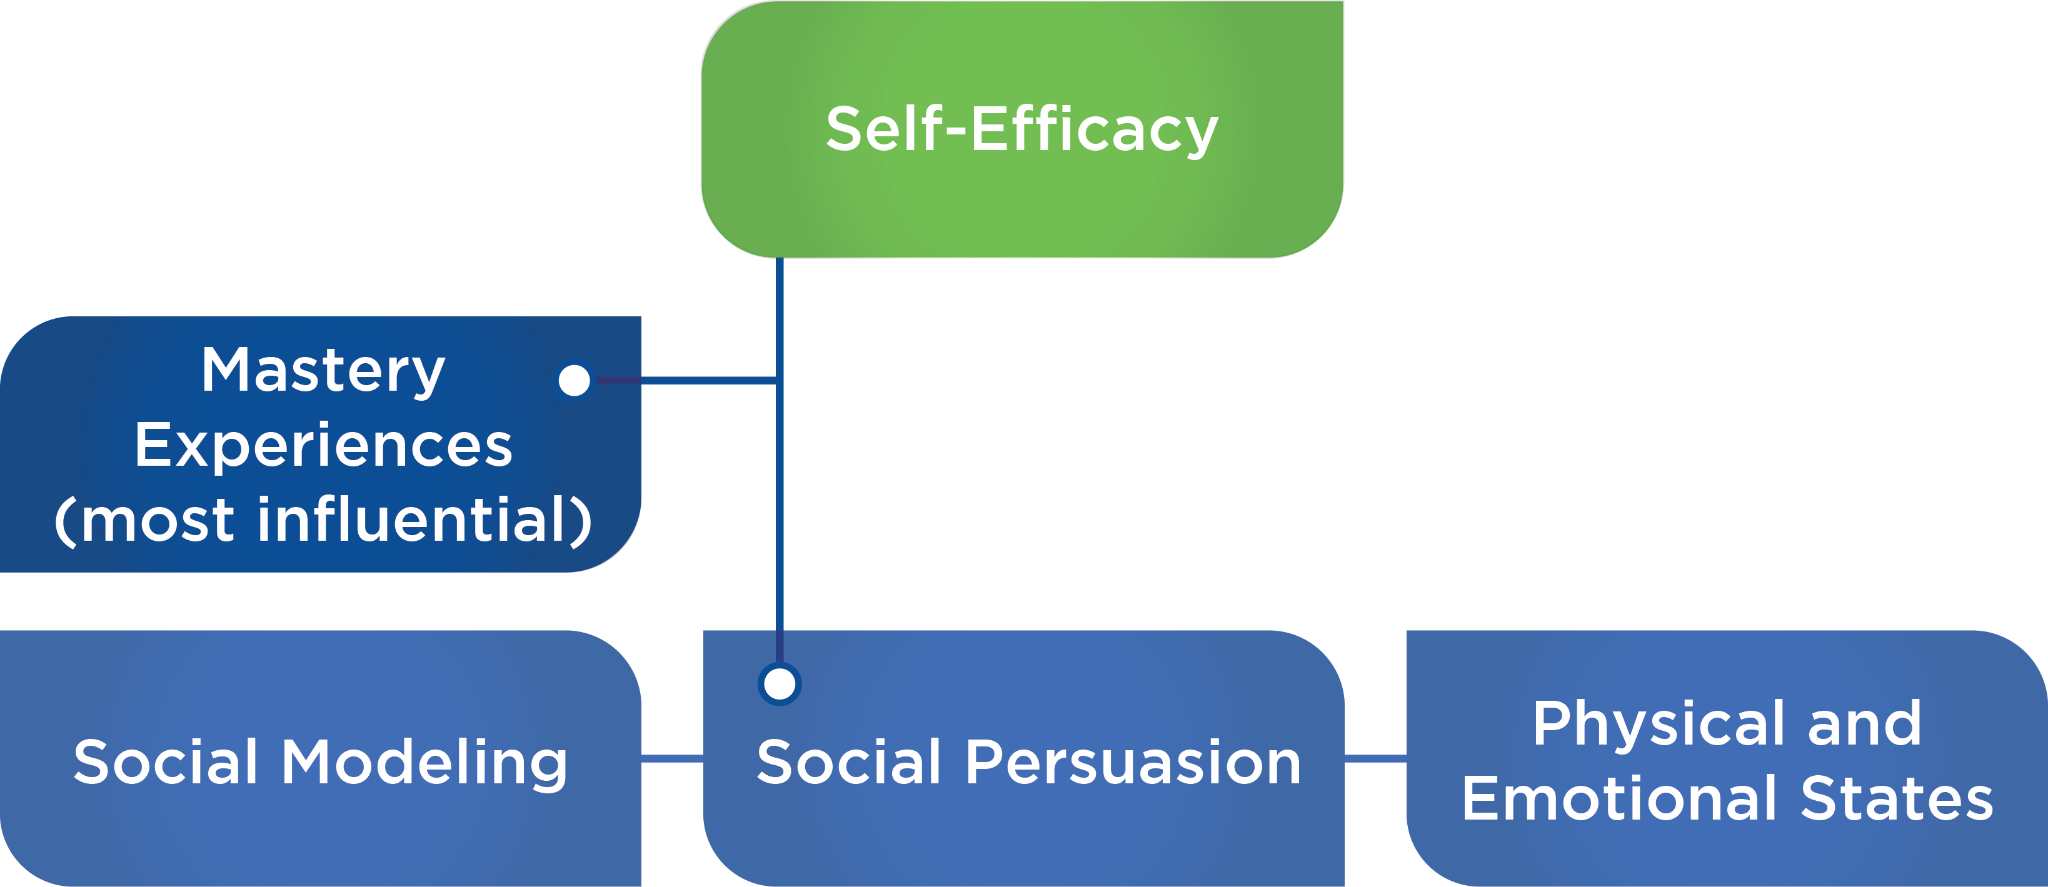 Self-Efficacy
Mastery
Experiences
(most influential)
Social Modeling
Social Persuasion
Physical and
Emotional States